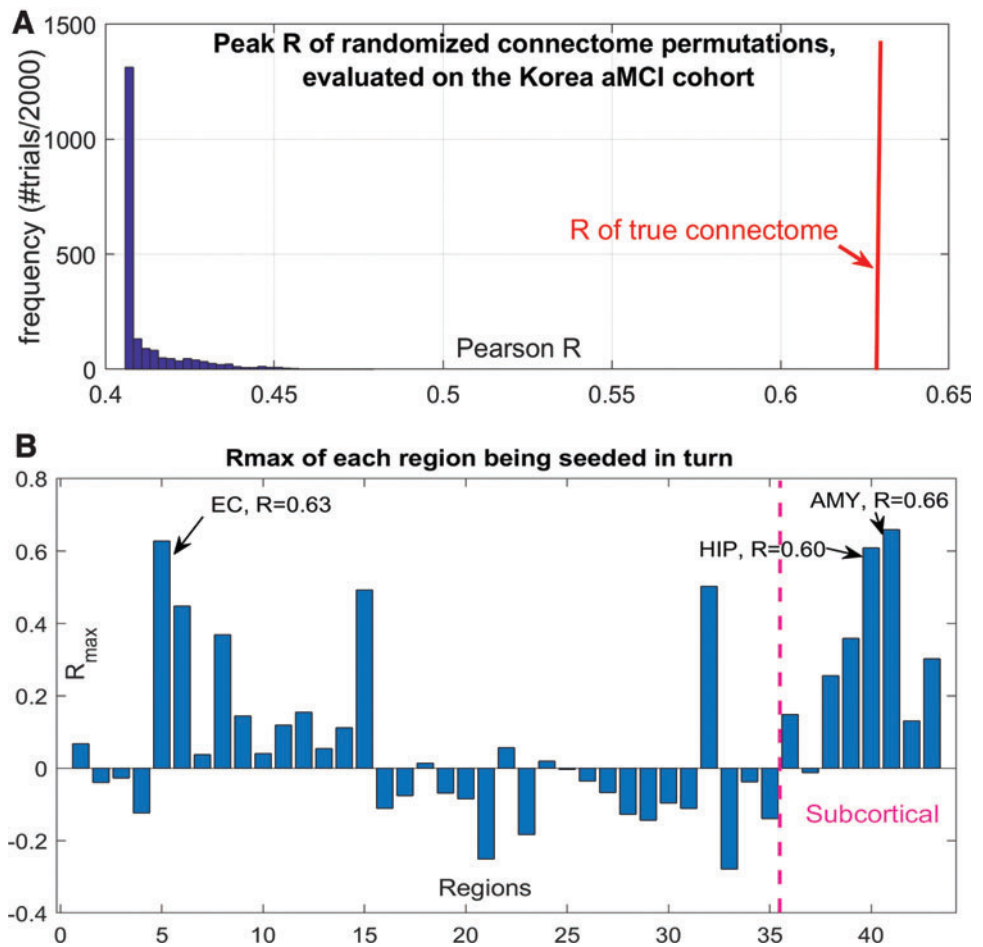 A
Peak R of randomized connectome permutations,
evaluated on the Korea aMCI cohort
frequency (#trials/2000)
1500
1000
500
0
R of true connectome
Pearson R
0.4 0.45 0.5 0.55 0.6 0.65
B
Rmax of each region being seeded in turn
0.8
0.6
0.4
0.2
0
-0.2
-0.4
Rmax
EC, R=0.63
AMY, R=0.66
HIP, R=0.60
Subcortical
Regions
0 5 10 15 20 25 30 35 40